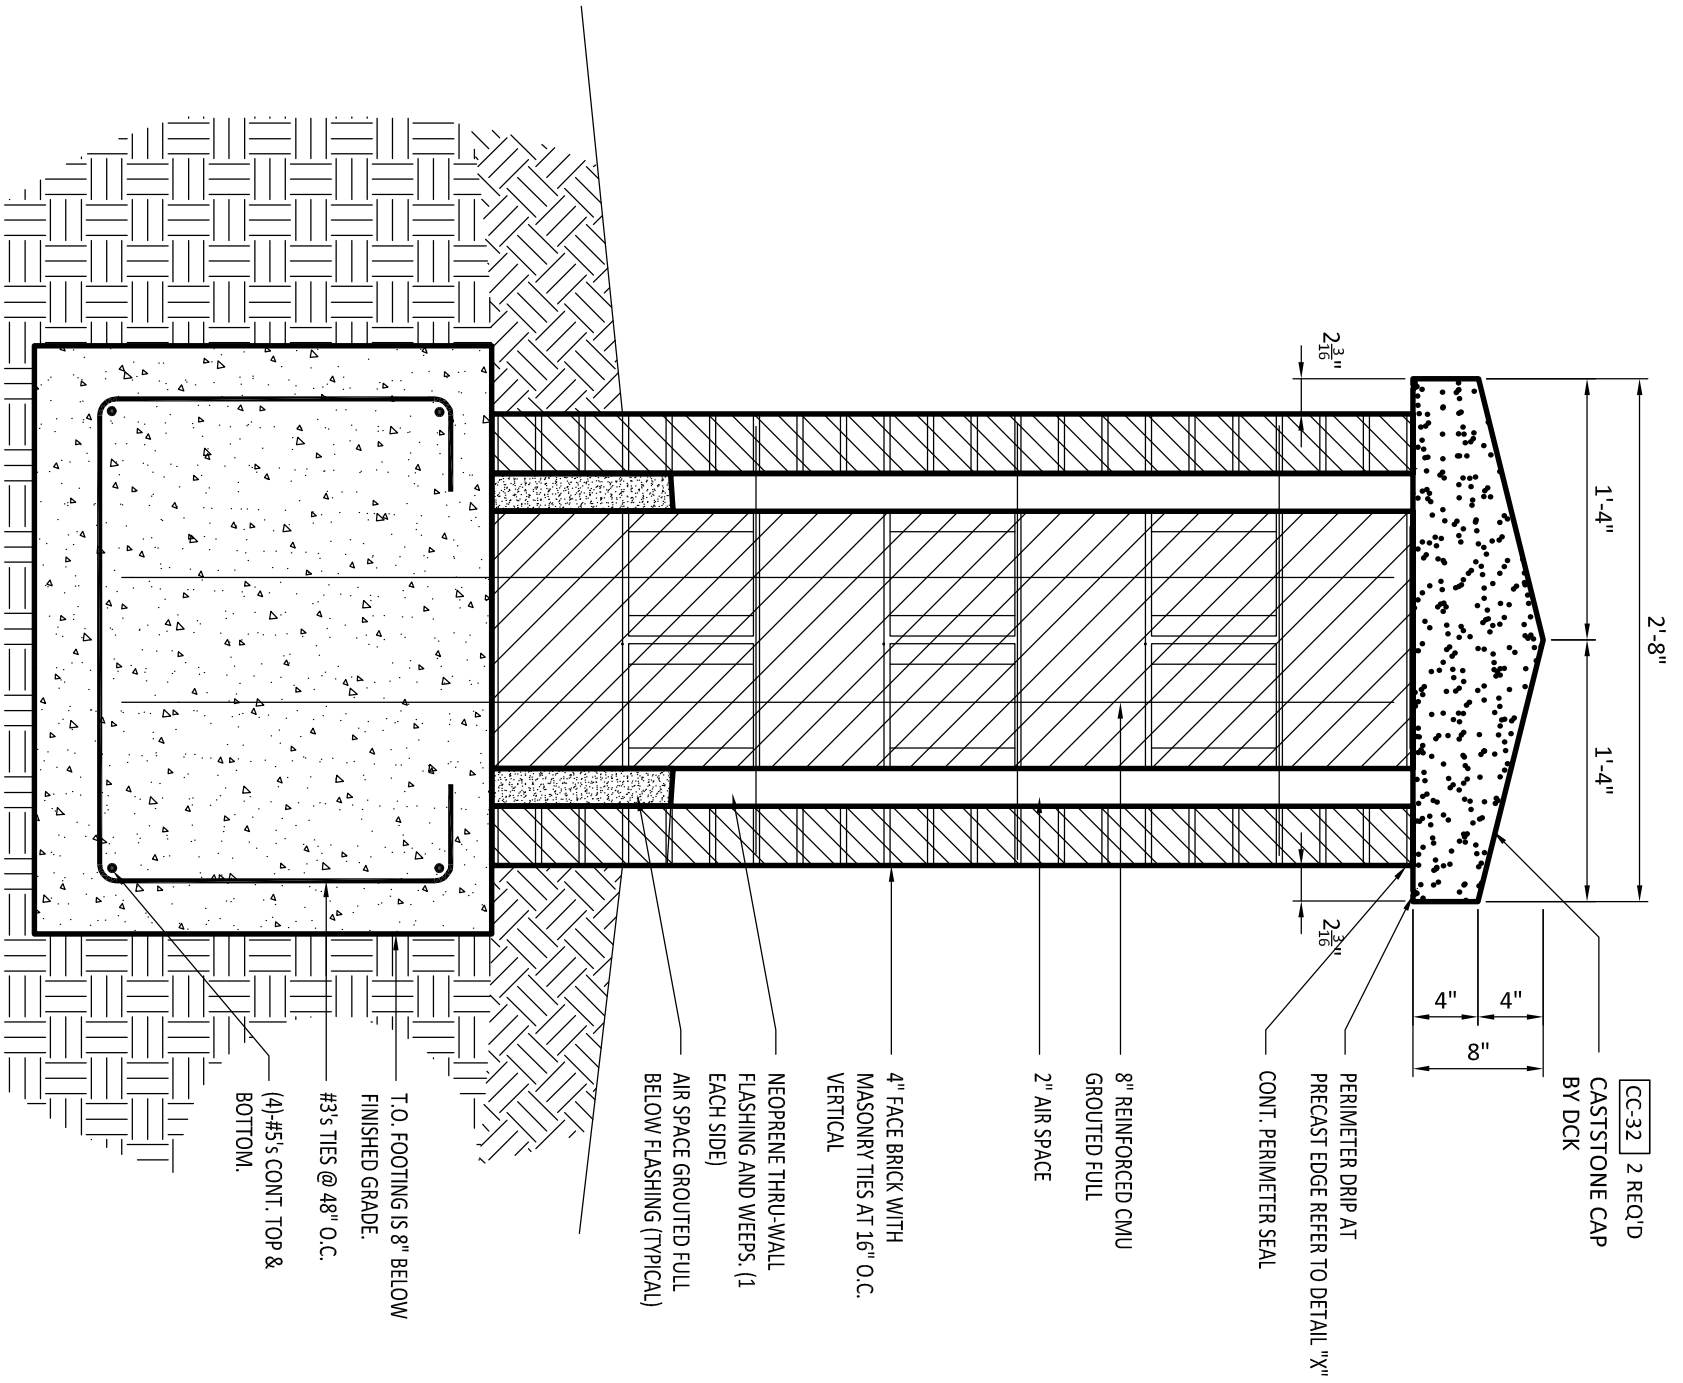 2'-8"
1'-4"
1'-4"
2 3/16"
2 3/16"
4"
4"
8"
CC-32 2 REQ'D
CASTSTONE CAP
BY DCK
PERIMETER DRIP AT
PRECAST EDGE REFER TO DETAIL "X"
CONT. PERIMETER SEAL
8" REINFORCED CMU
GROUTED FULL
2" AIR SPACE
4" FACE BRICK WITH
MASONRY TIES AT 16" O.C.
VERTICAL
NEOPRENE THRU-WALL
FLASHING AND WEEPS. (1
EACH SIDE)
AIR SPACE GROUTED FULL
BELOW FLASHING (TYPICAL)
T.O. FOOTING IS 8" BELOW
FINISHED GRADE.
#3's TIES @ 48" O.C.
(4)-#5's CONT. TOP &
BOTTOM.